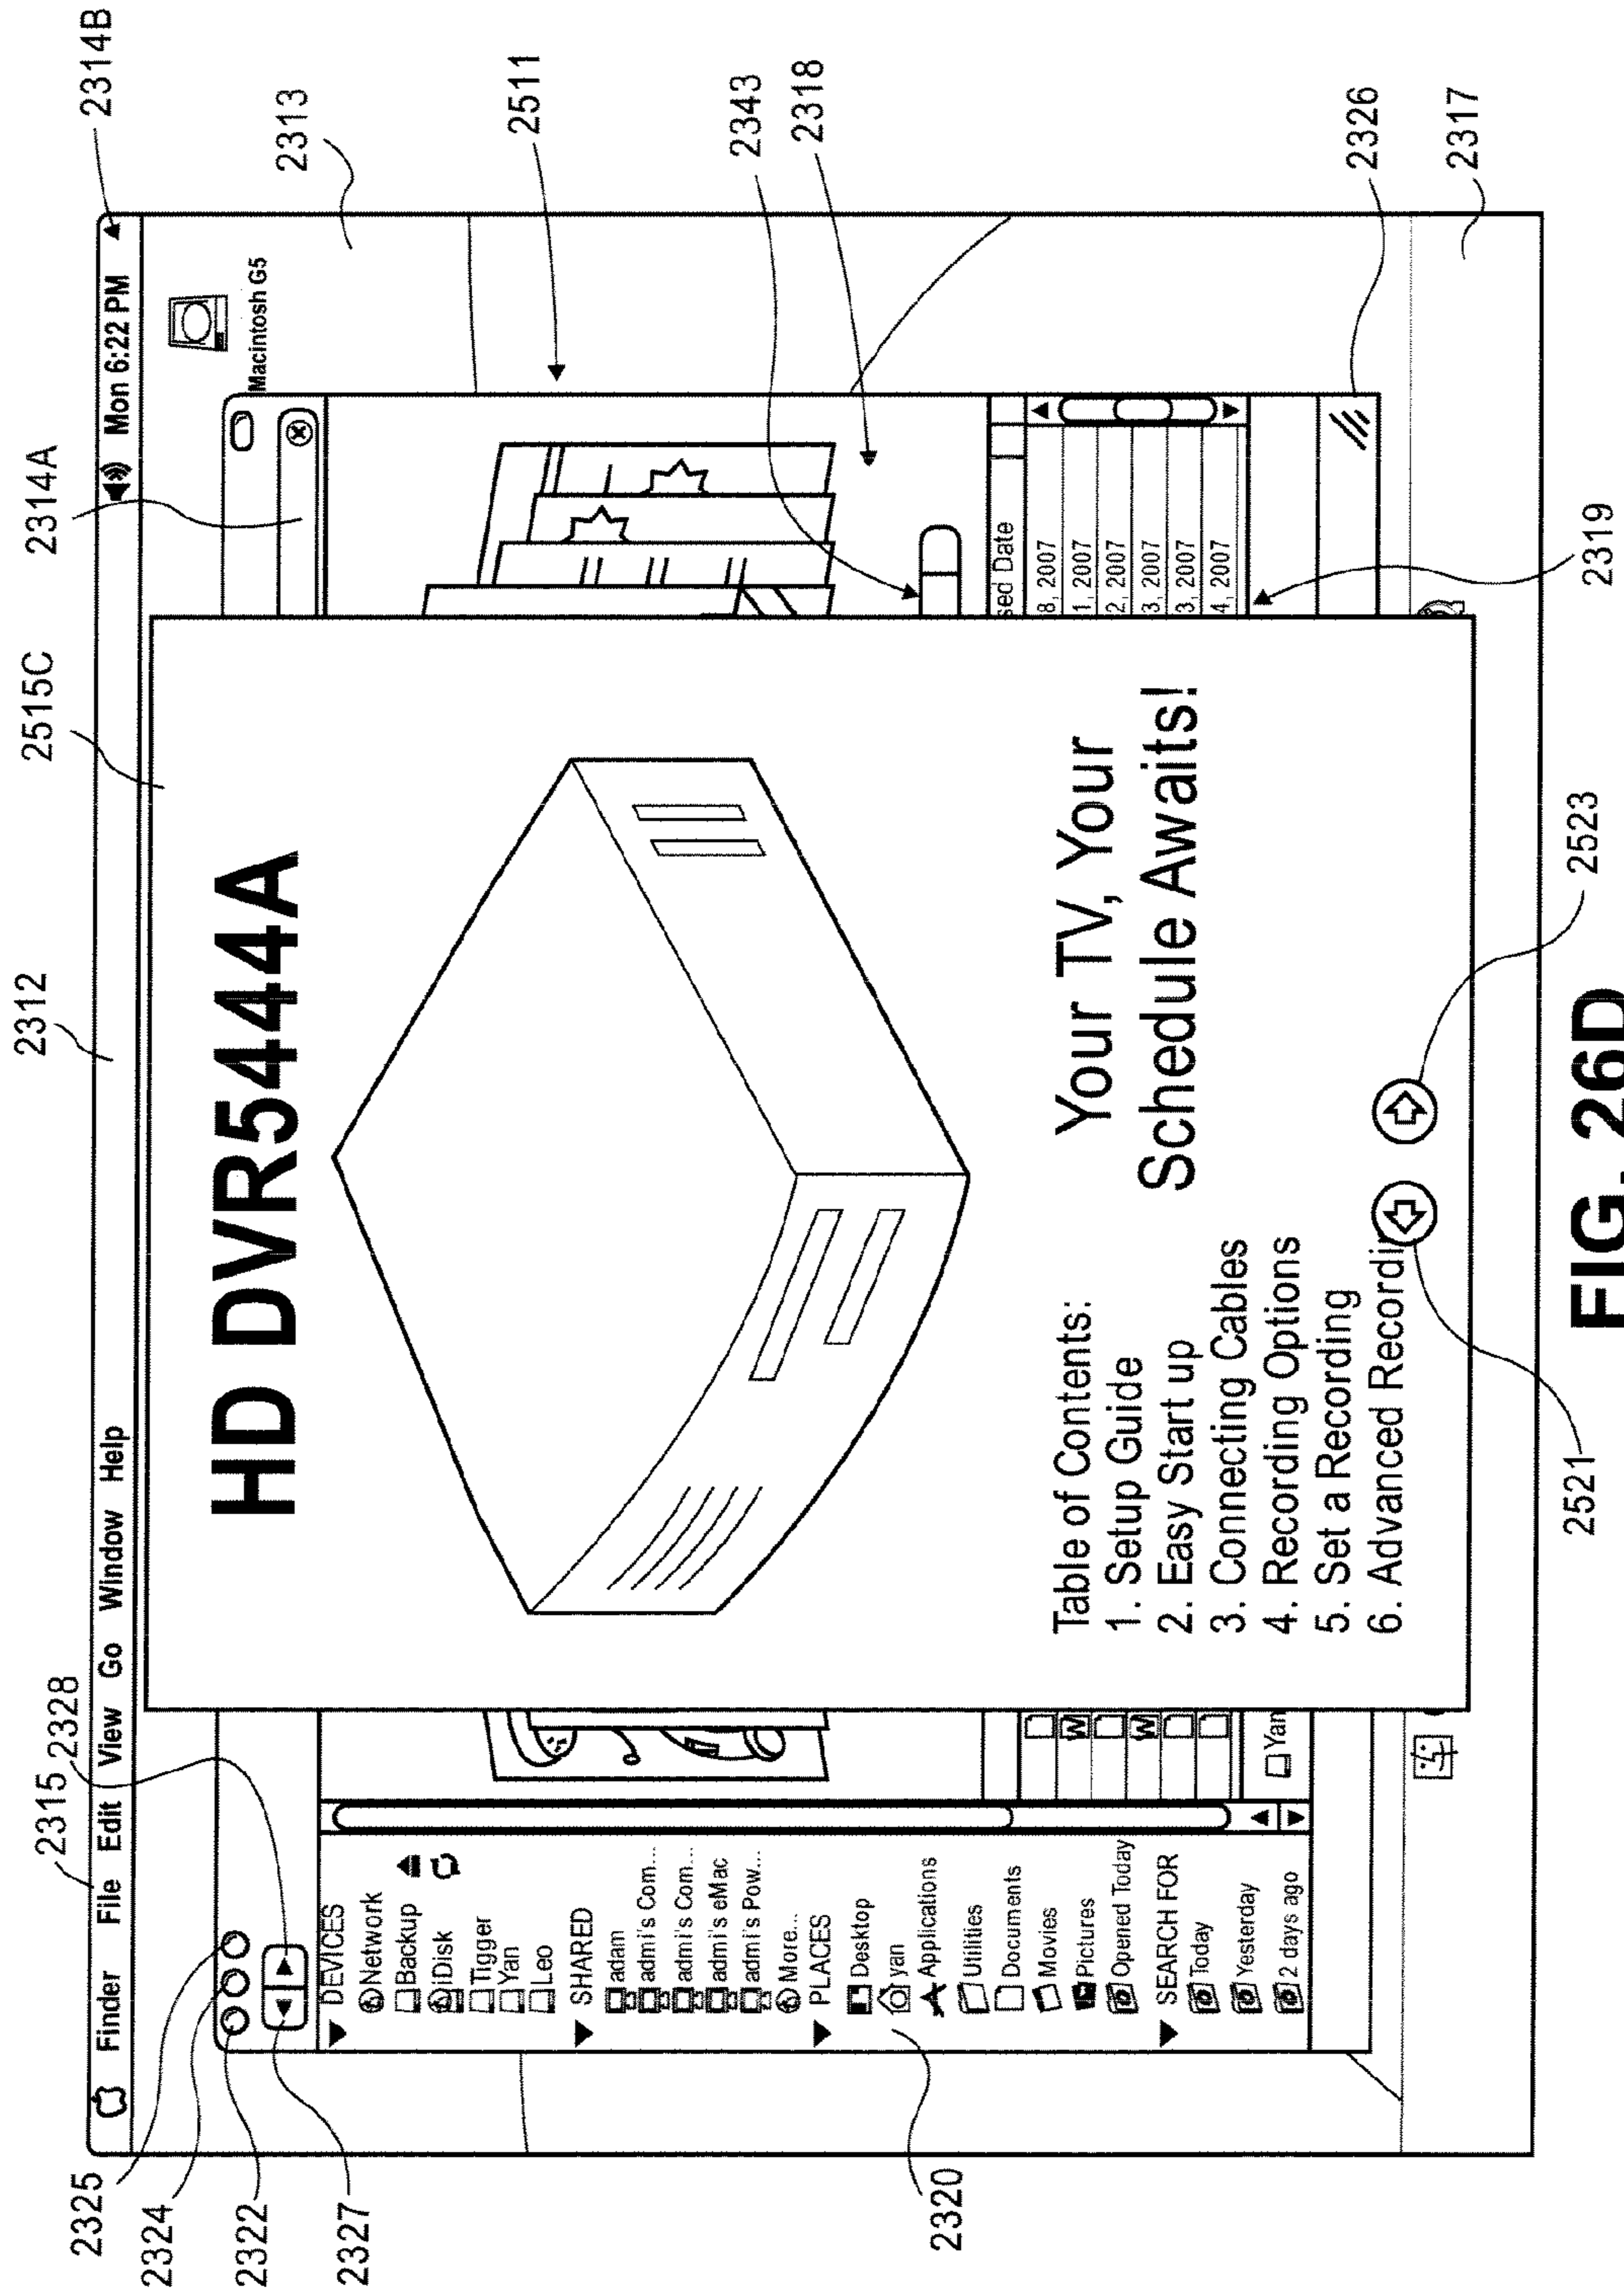 2312
2314B
2315
2328
2515C
2314A
2313
2511
2343
2318
2326
2317
2319
2523
2521
2320
2325
2324
2322
2327
Finder File Edit View Go Window Help
Mon 6:22 PM
Macintosh G5
DEVICES
Network
Backup
iDisk
Tigger
Yan
Leo
SHARED
adam
admi's Com...
admi's Com...
admi's eMac
admi's Pow...
More...
PLACES
Desktop
yan
Applications
Utilities
Documents
Movies
Pictures
Opened Today
SEARCH FOR
Today
Yesterday
2 days ago
HD DVR5444A
Your TV, Your
Schedule Awaits!
Table of Contents:
1. Setup Guide
2. Easy Start up
3. Connecting Cables
4. Recording Options
5. Set a Recording
6. Advanced Recordi
W
W
Yan
sed Date
8, 2007
1, 2007
2, 2007
3, 2007
3, 2007
4, 2007
FIG. 26D